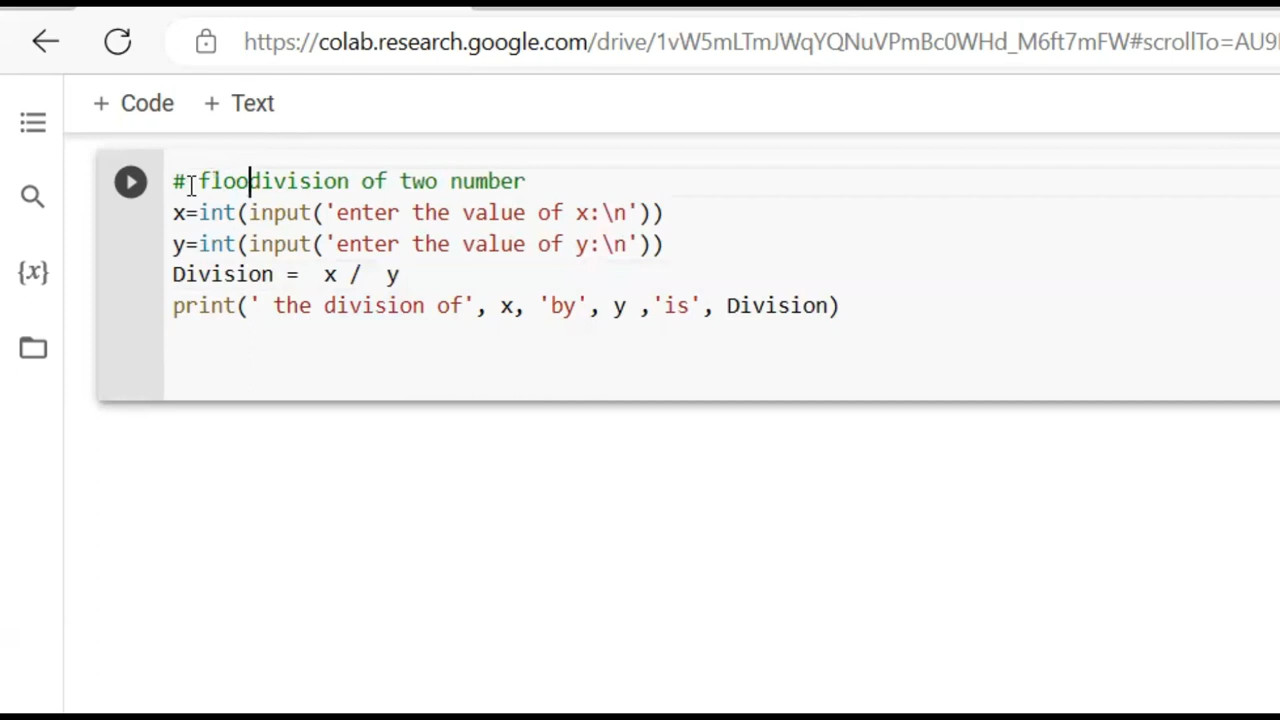 https://colab.research.google.com/drive/1vW5mLTmJWqYQNuVPmBc0WHd_M6ft7mFW#scrollTo=AU9
+ Code + Text
# floodivision of two number
x=int(input('enter the value of x:\n'))
y=int(input('enter the value of y:\n'))
Division =  x /  y
print(' the division of', x, 'by', y ,'is', Division)
{x}